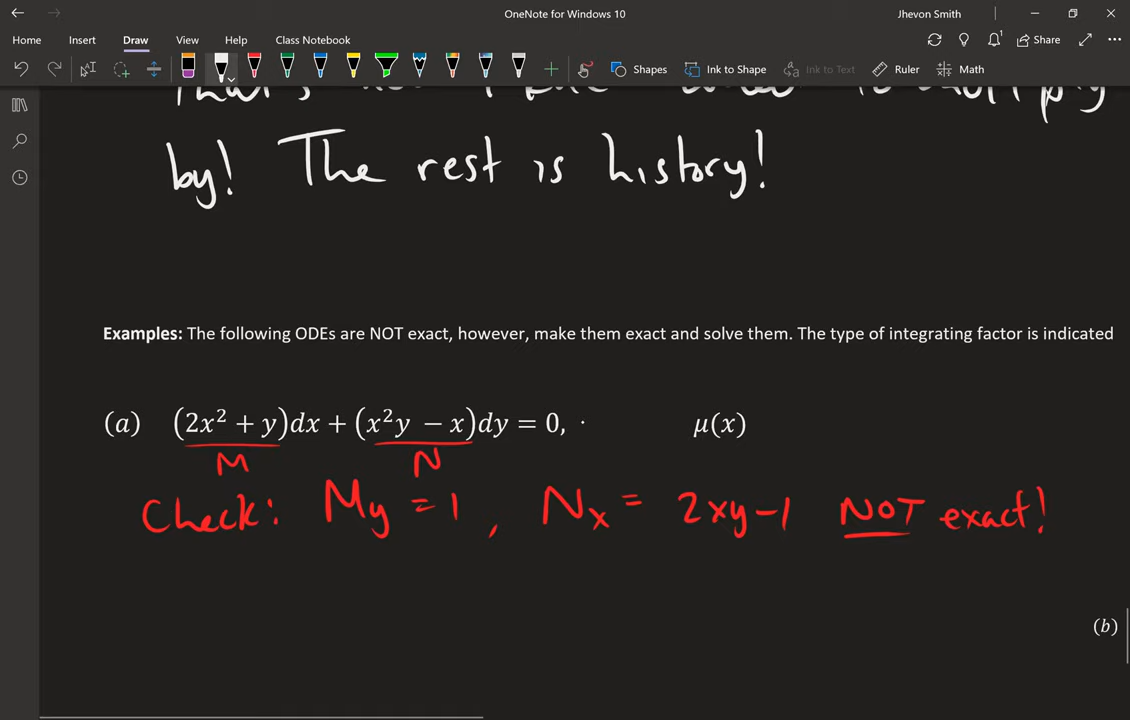 OneNote for Windows 10
Jhevon Smith
Home Insert Draw View Help Class Notebook
Share
Shapes Ink to Shape Ink to Text Ruler Math
by! The rest is history!
Examples: The following ODEs are NOT exact, however, make them exact and solve them. The type of integrating factor is indicated
(a) (2x² + y)dx + (x²y − x)dy = 0, μ(x)
M N
Check: My = 1, Nx = 2xy − 1 NOT exact!
(b)